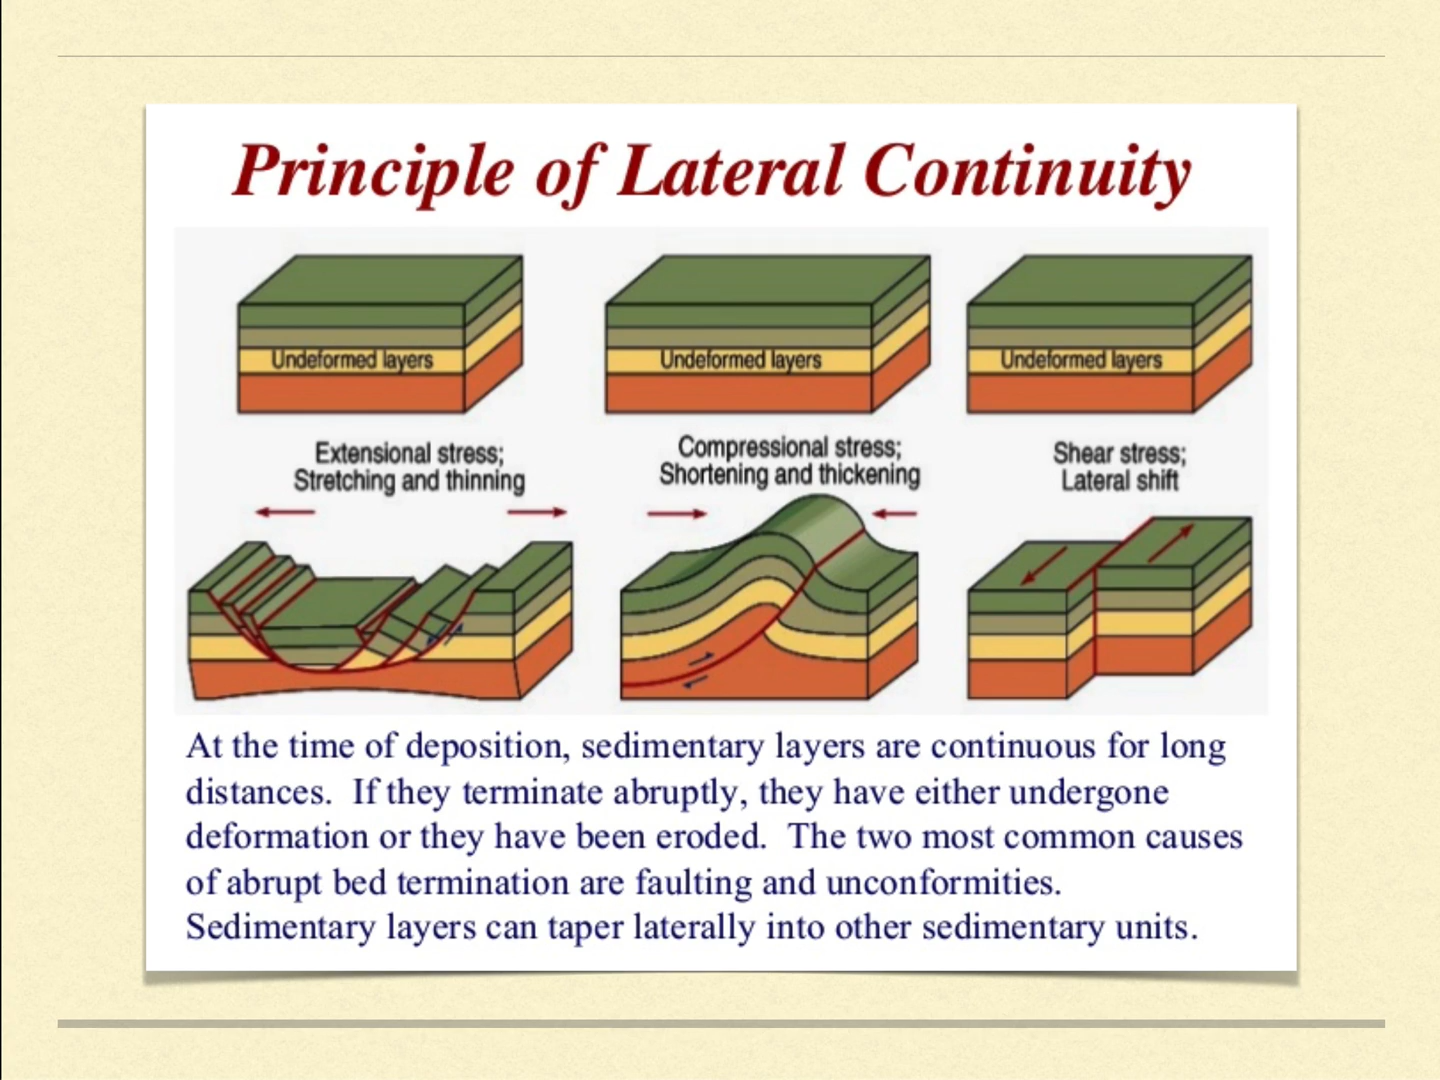 Principle of Lateral Continuity
Undeformed layers
Undeformed layers
Undeformed layers
Extensional stress;
Stretching and thinning
Compressional stress;
Shortening and thickening
Shear stress;
Lateral shift
At the time of deposition, sedimentary layers are continuous for long
distances.  If they terminate abruptly, they have either undergone
deformation or they have been eroded.  The two most common causes
of abrupt bed termination are faulting and unconformities.
Sedimentary layers can taper laterally into other sedimentary units.